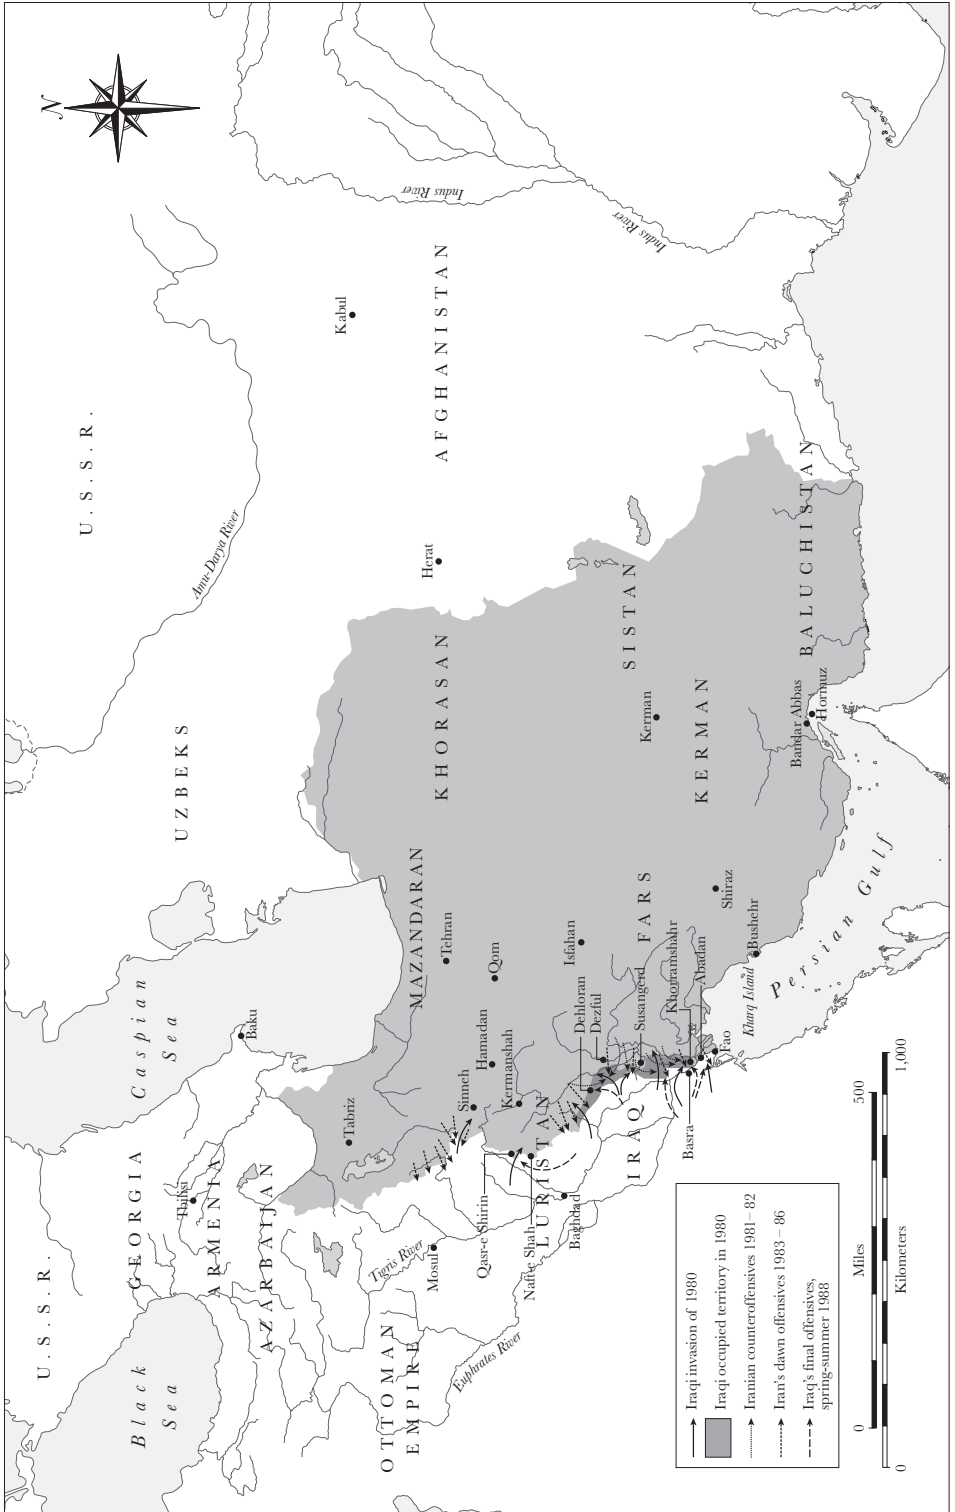 N
U.S.S.R.
U.S.S.R.
Black
Sea
GEORGIA
Tbilisi
ARMENIA
AZARBAIJAN
OTTOMAN
EMPIRE
Caspian
Sea
Baku
UZBEKS
Amu-Darya River
Kabul
AFGHANISTAN
Herat
Indus River
Indus River
Tabriz
MAZANDARAN
Tehran
KHORASAN
Qom
Hamadan
Sinneh
Kermanshah
Tigris River
Mosul
Qasr-e Shirin
Naft-e Shah
LURISTAN
Baghdad
Euphrates River
Isfahan
Dehloran
Dezful
Susangerd
FARS
Khorramshahr
Abadan
IRAQ
Basra
Fao
Kharq Island
Bushehr
Shiraz
SISTAN
Kerman
KERMAN
BALUCHISTAN
Bandar Abbas
Hormuz
Persian Gulf
Iraqi invasion of 1980
Iraqi occupied territory in 1980
Iranian counteroffensives 1981–82
Iran's dawn offensives 1983–86
Iraq's final offensives,
spring-summer 1988
0 Miles 500
0 Kilometers 1,000